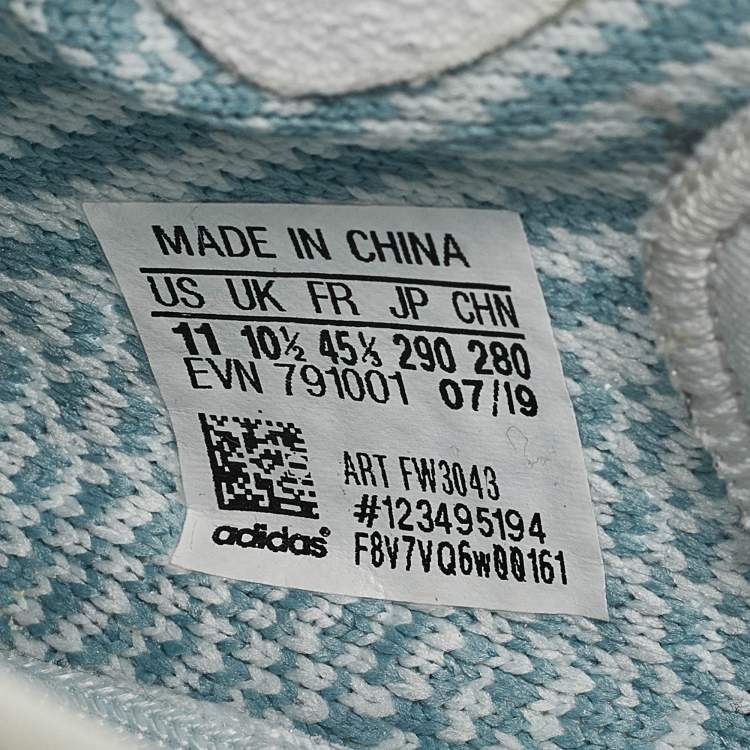 MADE IN CHINA
US UK FR JP CHN
11 10½ 45⅓ 290 280
EVN 791001 07/19
ART FW3043
#123495194
adidas® F8V7VQ6w00161